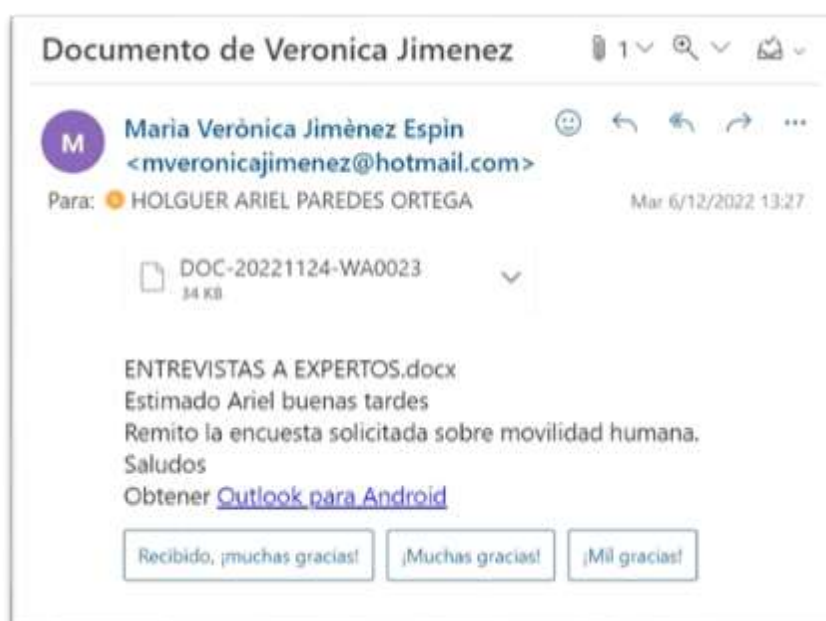 Documento de Veronica Jimenez
1
M
Marìa Verònica Jimènez Espin
<mveronicajimenez@hotmail.com>
Para: HOLGUER ARIEL PAREDES ORTEGA
Mar 6/12/2022 13:27
DOC-20221124-WA0023
34 KB
ENTREVISTAS A EXPERTOS.docx
Estimado Ariel buenas tardes
Remito la encuesta solicitada sobre movilidad humana.
Saludos
Obtener Outlook para Android
Recibido, ¡muchas gracias!
¡Muchas gracias!
¡Mil gracias!